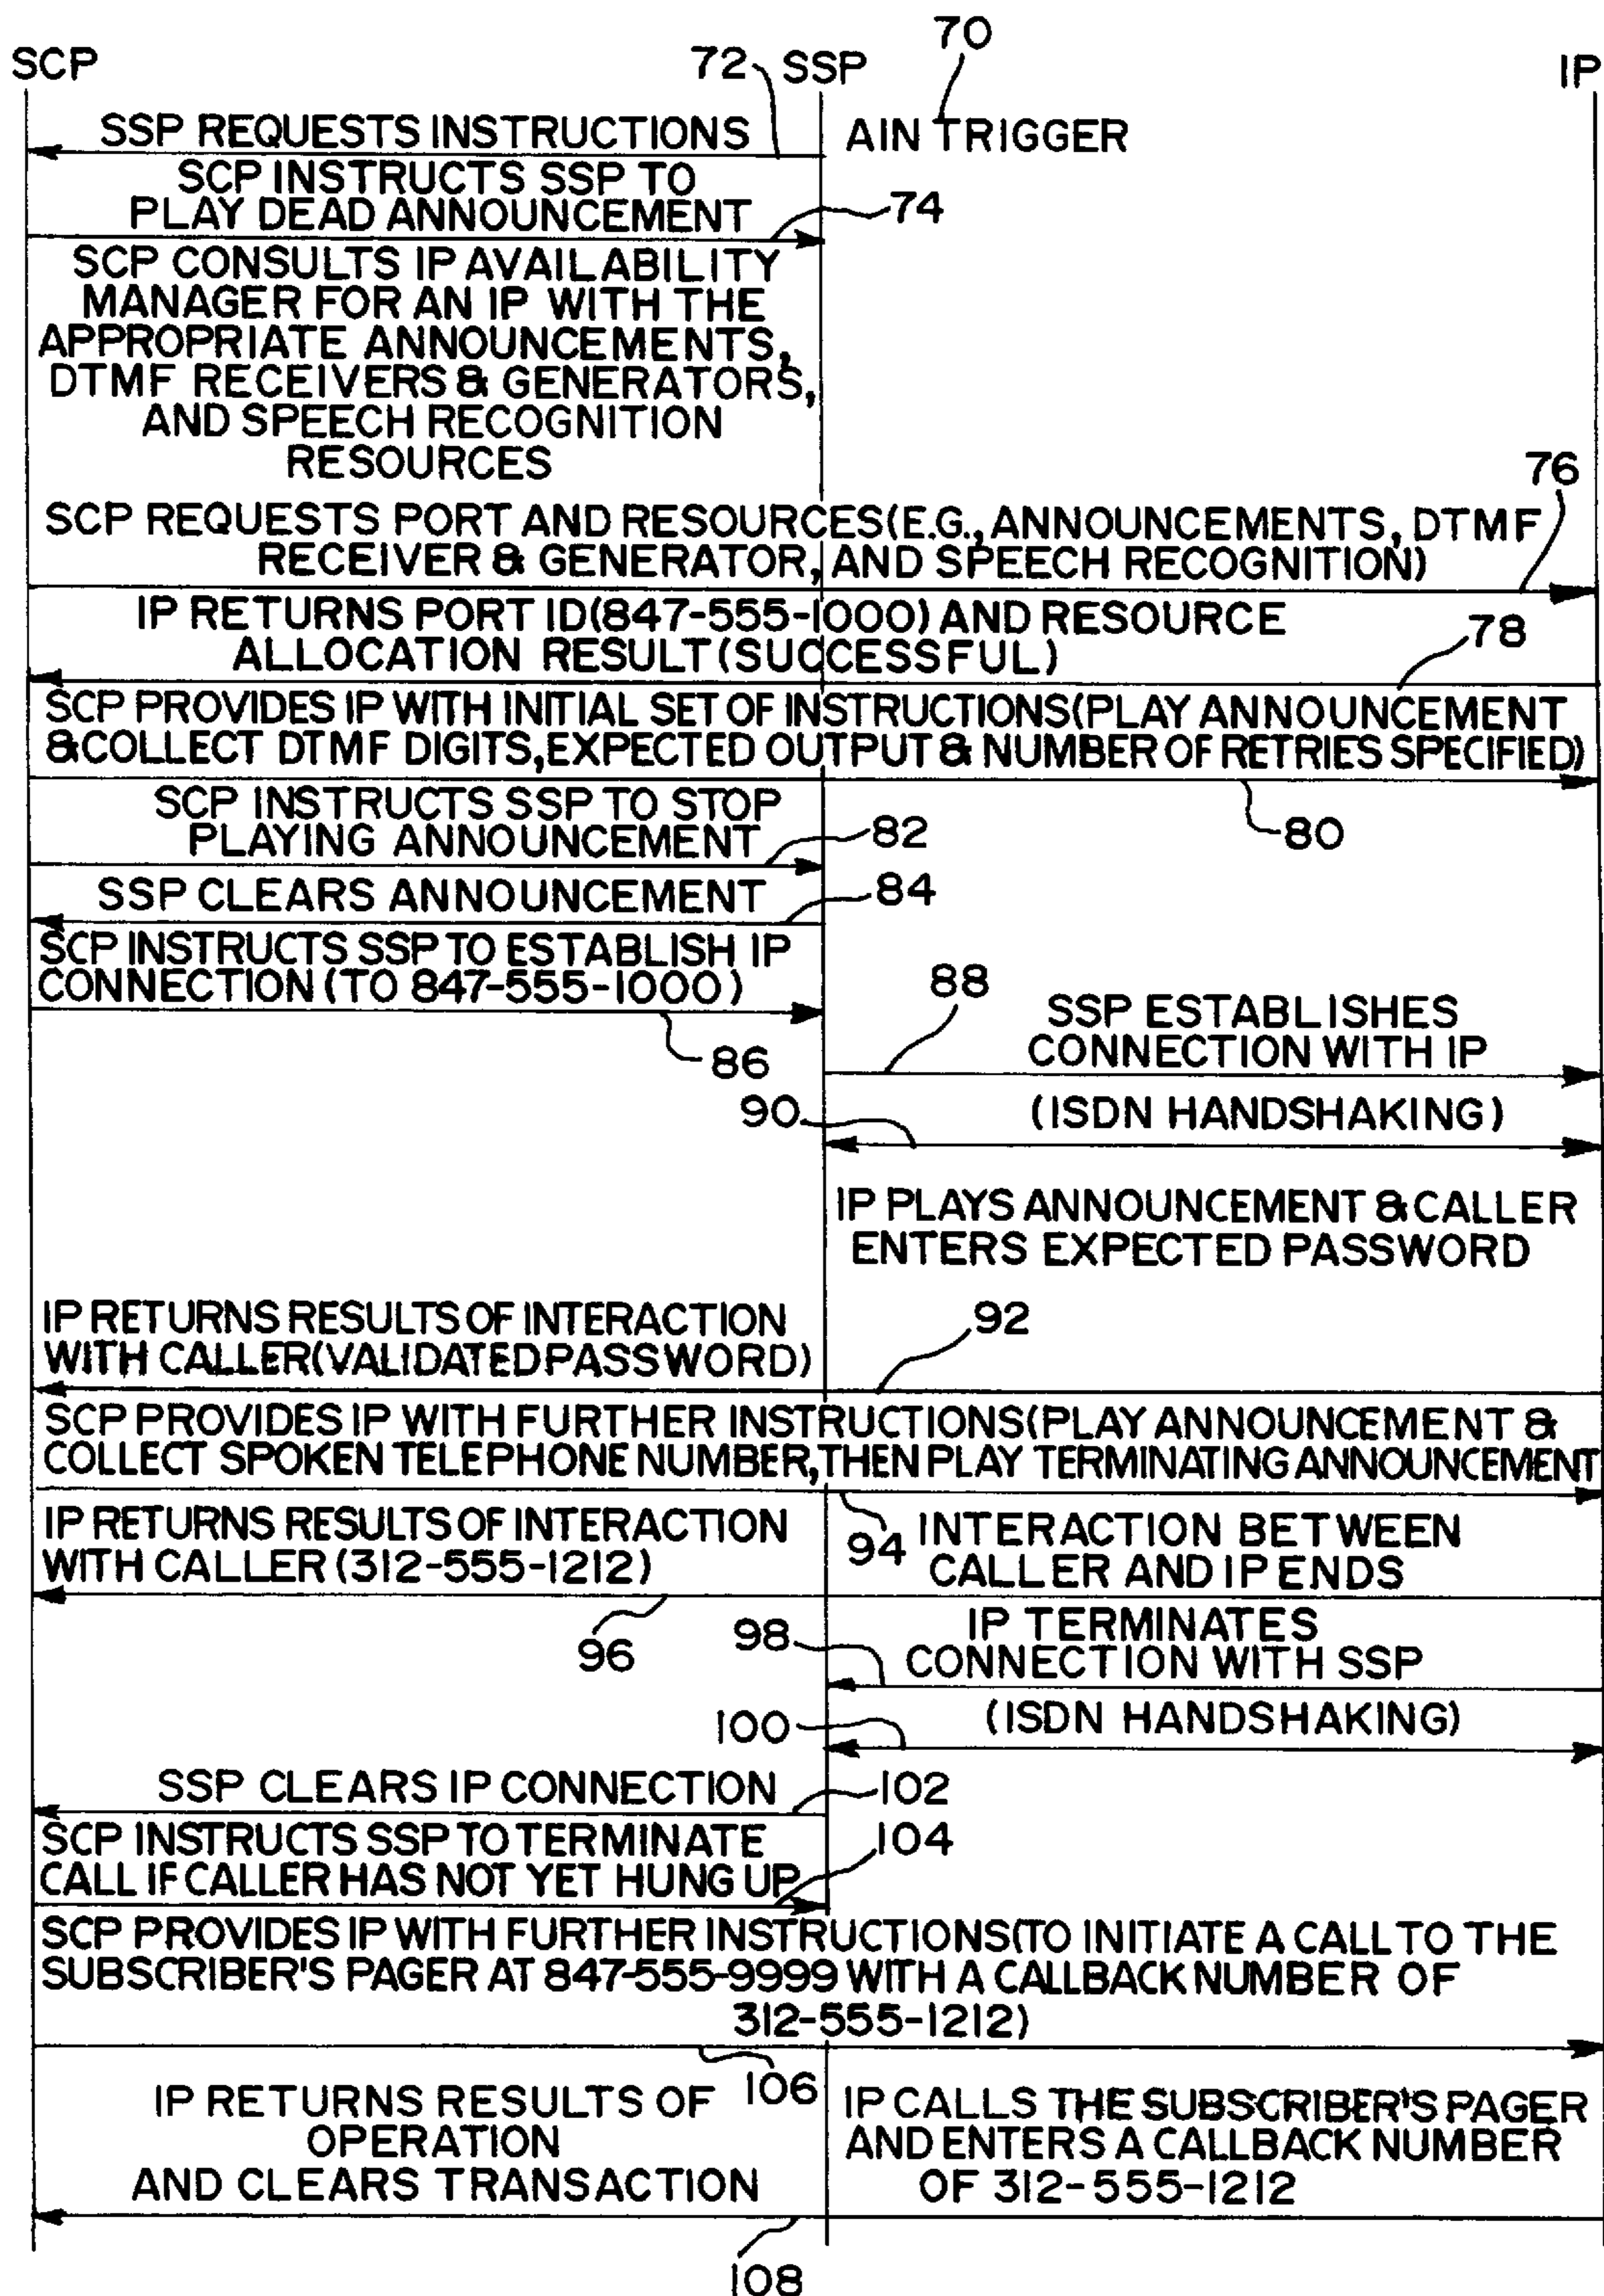 70
SCP 72 SSP IP
SSP REQUESTS INSTRUCTIONS AIN TRIGGER
SCP INSTRUCTS SSP TO
PLAY DEAD ANNOUNCEMENT 74
SCP CONSULTS IP AVAILABILITY
MANAGER FOR AN IP WITH THE
APPROPRIATE ANNOUNCEMENTS,
DTMF RECEIVERS & GENERATORS,
AND SPEECH RECOGNITION
RESOURCES
76
SCP REQUESTS PORT AND RESOURCES(E.G., ANNOUNCEMENTS, DTMF
RECEIVER & GENERATOR, AND SPEECH RECOGNITION)
IP RETURNS PORT ID(847-555-1000) AND RESOURCE
ALLOCATION RESULT(SUCCESSFUL) 78
SCP PROVIDES IP WITH INITIAL SET OF INSTRUCTIONS(PLAY ANNOUNCEMENT
& COLLECT DTMF DIGITS, EXPECTED OUTPUT & NUMBER OF RETRIES SPECIFIED)
SCP INSTRUCTS SSP TO STOP
PLAYING ANNOUNCEMENT 82 80
SSP CLEARS ANNOUNCEMENT 84
SCP INSTRUCTS SSP TO ESTABLISH IP
CONNECTION (TO 847-555-1000)
88 SSP ESTABLISHES
86 CONNECTION WITH IP
90 (ISDN HANDSHAKING)
IP PLAYS ANNOUNCEMENT & CALLER
ENTERS EXPECTED PASSWORD
IP RETURNS RESULTS OF INTERACTION 92
WITH CALLER(VALIDATED PASSWORD)
SCP PROVIDES IP WITH FURTHER INSTRUCTIONS(PLAY ANNOUNCEMENT &
COLLECT SPOKEN TELEPHONE NUMBER, THEN PLAY TERMINATING ANNOUNCEMENT
IP RETURNS RESULTS OF INTERACTION
WITH CALLER (312-555-1212)
94 INTERACTION BETWEEN
CALLER AND IP ENDS
96 98 IP TERMINATES
CONNECTION WITH SSP
100 (ISDN HANDSHAKING)
SSP CLEARS IP CONNECTION 102
SCP INSTRUCTS SSP TO TERMINATE 104
CALL IF CALLER HAS NOT YET HUNG UP
SCP PROVIDES IP WITH FURTHER INSTRUCTIONS(TO INITIATE A CALL TO THE
SUBSCRIBER'S PAGER AT 847-555-9999 WITH A CALLBACK NUMBER OF
312-555-1212)
106
IP RETURNS RESULTS OF
OPERATION
AND CLEARS TRANSACTION
IP CALLS THE SUBSCRIBER'S PAGER
AND ENTERS A CALLBACK NUMBER
OF 312-555-1212
108